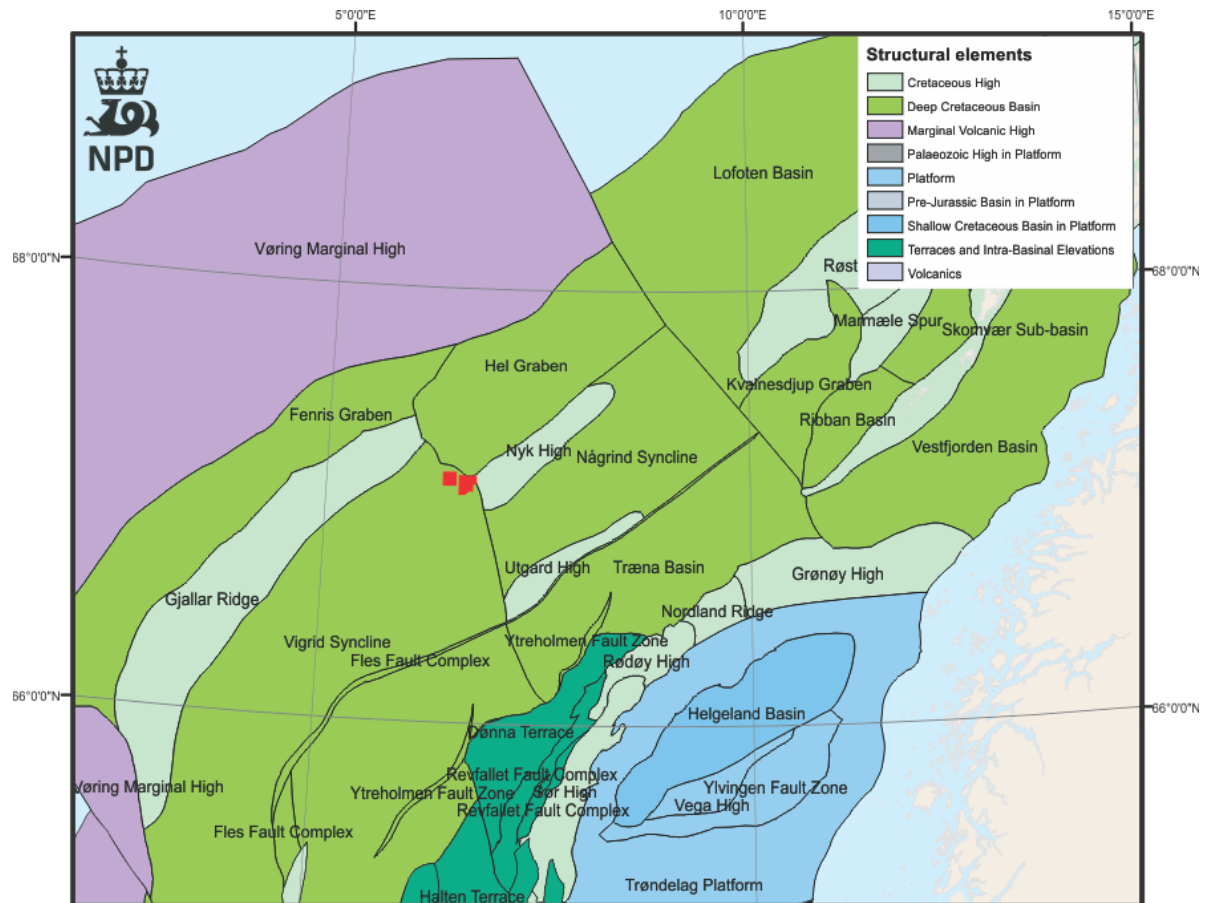 5°0'0"E
10°0'0"E
15°0'0"E
NPD
Structural elements
Cretaceous High
Deep Cretaceous Basin
Marginal Volcanic High
Palaeozoic High in Platform
Platform
Pre-Jurassic Basin in Platform
Shallow Cretaceous Basin in Platform
Terraces and Intra-Basinal Elevations
Volcanics
Lofoten Basin
Vøring Marginal High
68°0'0"N
68°0'0"N
Røst
Marmæle Spur
Skomvær Sub-basin
Hel Graben
Kvalnesdjup Graben
Fenris Graben
Ribban Basin
Nyk High
Någrind Syncline
Vestfjorden Basin
Utgard High
Træna Basin
Grønøy High
Gjallar Ridge
Nordland Ridge
Vigrid Syncline
Ytreholmen Fault Zone
Fles Fault Complex
Rødøy High
66°0'0"N
66°0'0"N
Helgeland Basin
Dønna Terrace
Revfallet Fault Complex
Vøring Marginal High
Ytreholmen Fault Zone
Sør High
Ylvingen Fault Zone
Vega High
Revfallet Fault Complex
Fles Fault Complex
Trøndelag Platform
Halten Terrace